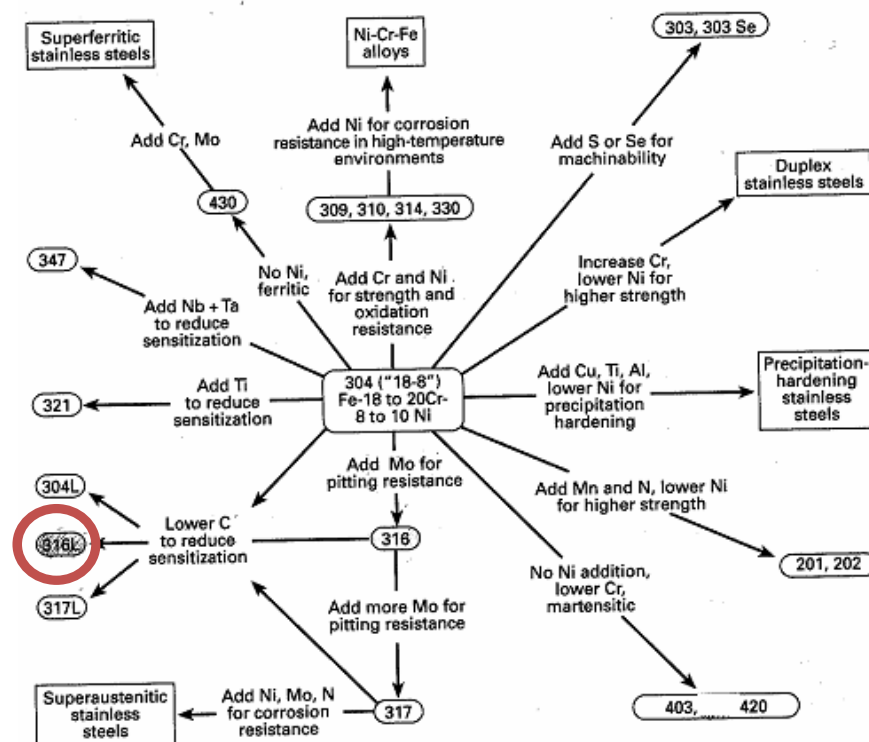 Superferritic
stainless steels
Ni-Cr-Fe
alloys
303, 303 Se
Add Cr, Mo
Add Ni for corrosion
resistance in high-temperature
environments
Add S or Se for
machinability
Duplex
stainless steels
430
309, 310, 314, 330
347
No Ni,
ferritic
Add Cr and Ni
for strength and
oxidation
resistance
Increase Cr,
lower Ni for
higher strength
Add Nb + Ta
to reduce
sensitization
321
Add Ti
to reduce
sensitization
304 ("18-8")
Fe-18 to 20Cr-
8 to 10 Ni
Add Cu, Ti, Al,
lower Ni for
precipitation
hardening
Precipitation-
hardening
stainless
steels
Add Mo for
pitting resistance
304L
316L
317L
Lower C
to reduce
sensitization
316
Add Mn and N, lower Ni
for higher strength
201, 202
No Ni addition,
lower Cr,
martensitic
Add more Mo for
pitting resistance
Superaustenitic
stainless
steels
Add Ni, Mo, N
for corrosion
resistance
317
403, 420